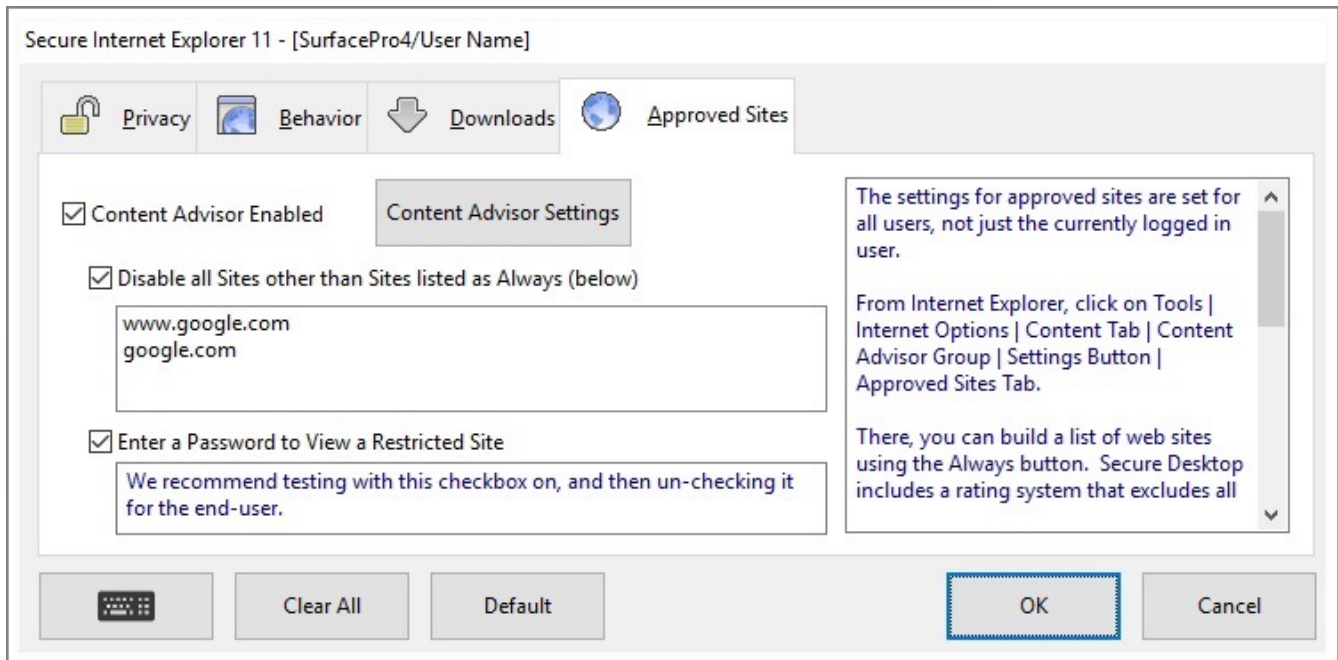 Secure Internet Explorer 11 - [SurfacePro4/User Name]
Privacy
Behavior
Downloads
Approved Sites
Content Advisor Enabled
Content Advisor Settings
Disable all Sites other than Sites listed as Always (below)
www.google.com
google.com
Enter a Password to View a Restricted Site
We recommend testing with this checkbox on, and then un-checking it
for the end-user.
The settings for approved sites are set for
all users, not just the currently logged in
user.
From Internet Explorer, click on Tools |
Internet Options | Content Tab | Content
Advisor Group | Settings Button |
Approved Sites Tab.
There, you can build a list of web sites
using the Always button.  Secure Desktop
includes a rating system that excludes all
Clear All
Default
OK
Cancel